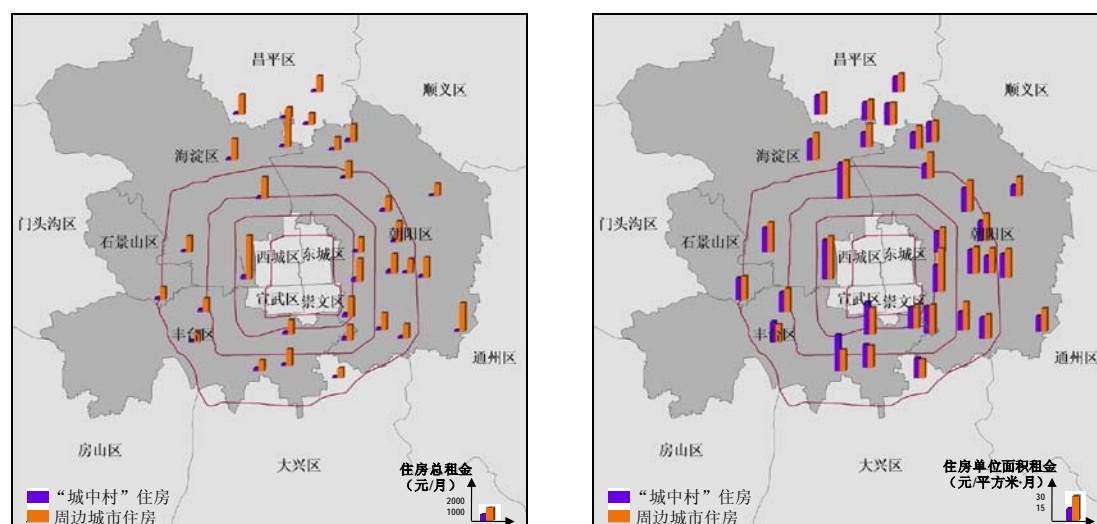 昌平区
顺义区
海淀区
门头沟区
石景山区
朝阳区
西城区
东城区
宣武区
崇文区
丰台区
通州区
房山区
大兴区
住房总租金
（元/月）
2000
1000
“城中村”住房
周边城市住房
昌平区
顺义区
海淀区
门头沟区
石景山区
朝阳区
西城区
东城区
宣武区
崇文区
丰台区
通州区
房山区
大兴区
住房单位面积租金
（元/平方米·月）
30
15
“城中村”住房
周边城市住房